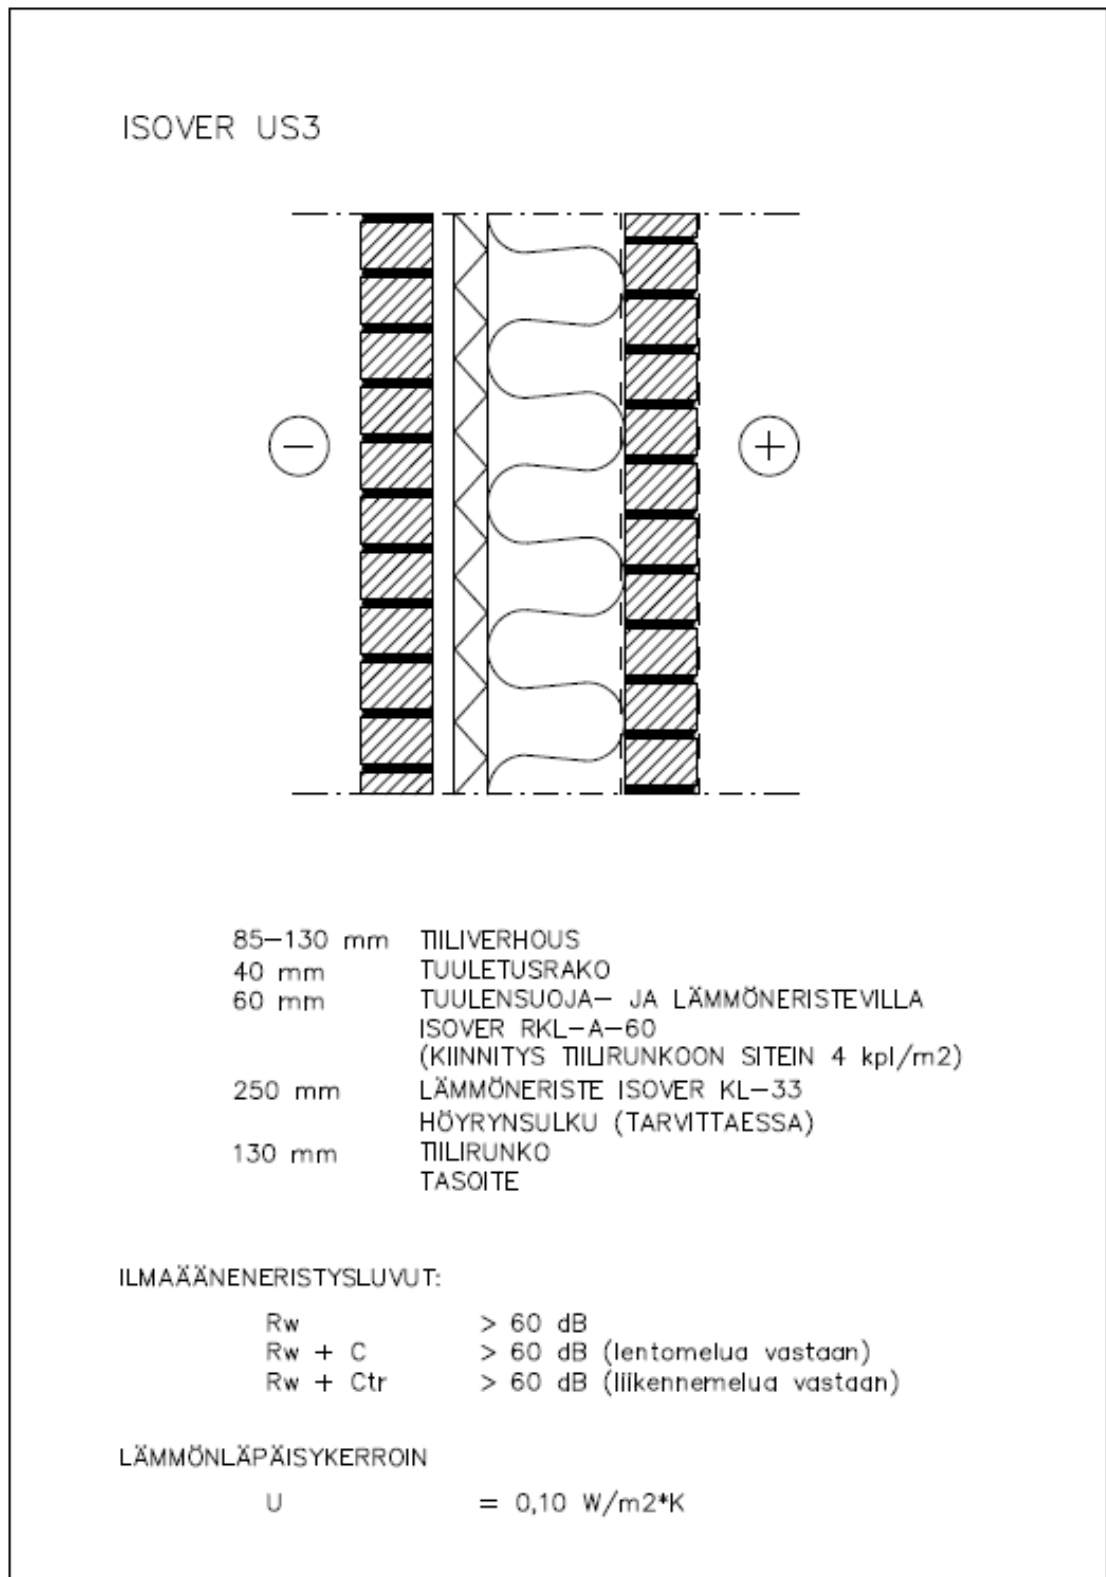 ISOVER US3
−
+
85–130 mm TIILIVERHOUS
40 mm TUULETUSRAKO
60 mm TUULENSUOJA– JA LÄMMÖNERISTEVILLA
ISOVER RKL–A–60
(KIINNITYS TIILIRUNKOON SITEIN 4 kpl/m2)
250 mm LÄMMÖNERISTE ISOVER KL–33
HÖYRYNSULKU (TARVITTAESSA)
130 mm TIILIRUNKO
TASOITE
ILMAÄÄNENERISTYSLUVUT:
Rw > 60 dB
Rw + C > 60 dB (lentomelua vastaan)
Rw + Ctr > 60 dB (liikennemelua vastaan)
LÄMMÖNLÄPÄISYKERROIN
U = 0,10 W/m2*K